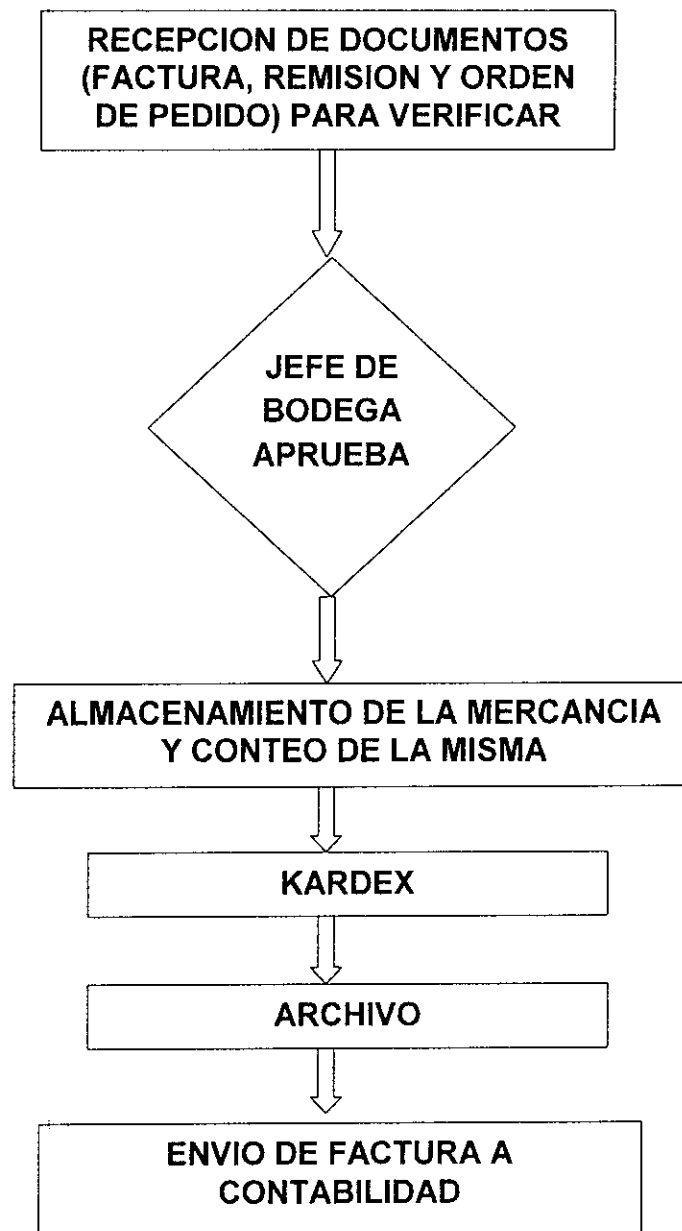 RECEPCION DE DOCUMENTOS
(FACTURA, REMISION Y ORDEN
DE PEDIDO) PARA VERIFICAR
JEFE DE
BODEGA
APRUEBA
ALMACENAMIENTO DE LA MERCANCIA
Y CONTEO DE LA MISMA
KARDEX
ARCHIVO
ENVIO DE FACTURA A
CONTABILIDAD